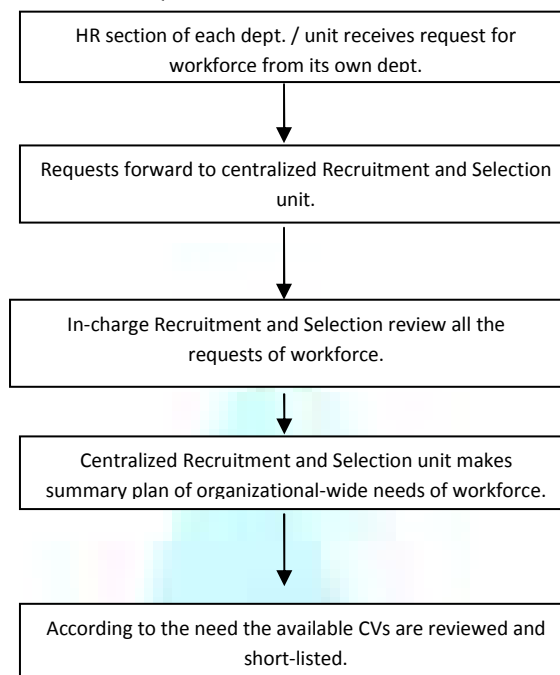 HR section of each dept. / unit receives request for
workforce from its own dept.
Requests forward to centralized Recruitment and Selection
unit.
In-charge Recruitment and Selection review all the
requests of workforce.
Centralized Recruitment and Selection unit makes
summary plan of organizational-wide needs of workforce.
According to the need the available CVs are reviewed and
short-listed.